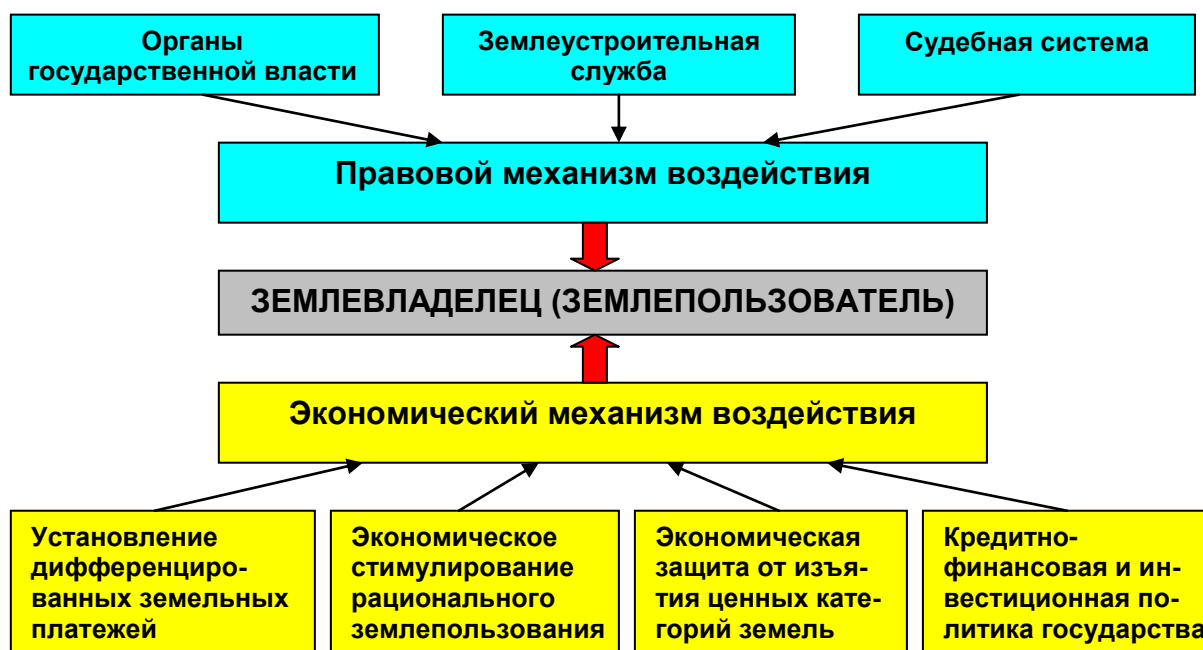 Органы
государственной власти
Землеустроительная
служба
Судебная система
Правовой механизм воздействия
ЗЕМЛЕВЛАДЕЛЕЦ (ЗЕМЛЕПОЛЬЗОВАТЕЛЬ)
Экономический механизм воздействия
Установление
дифференциро-
ванных земельных
платежей
Экономическое
стимулирование
рационального
землепользования
Экономическая
защита от изъя-
тия ценных кате-
горий земель
Кредитно-
финансовая и ин-
вестиционная по-
литика государства